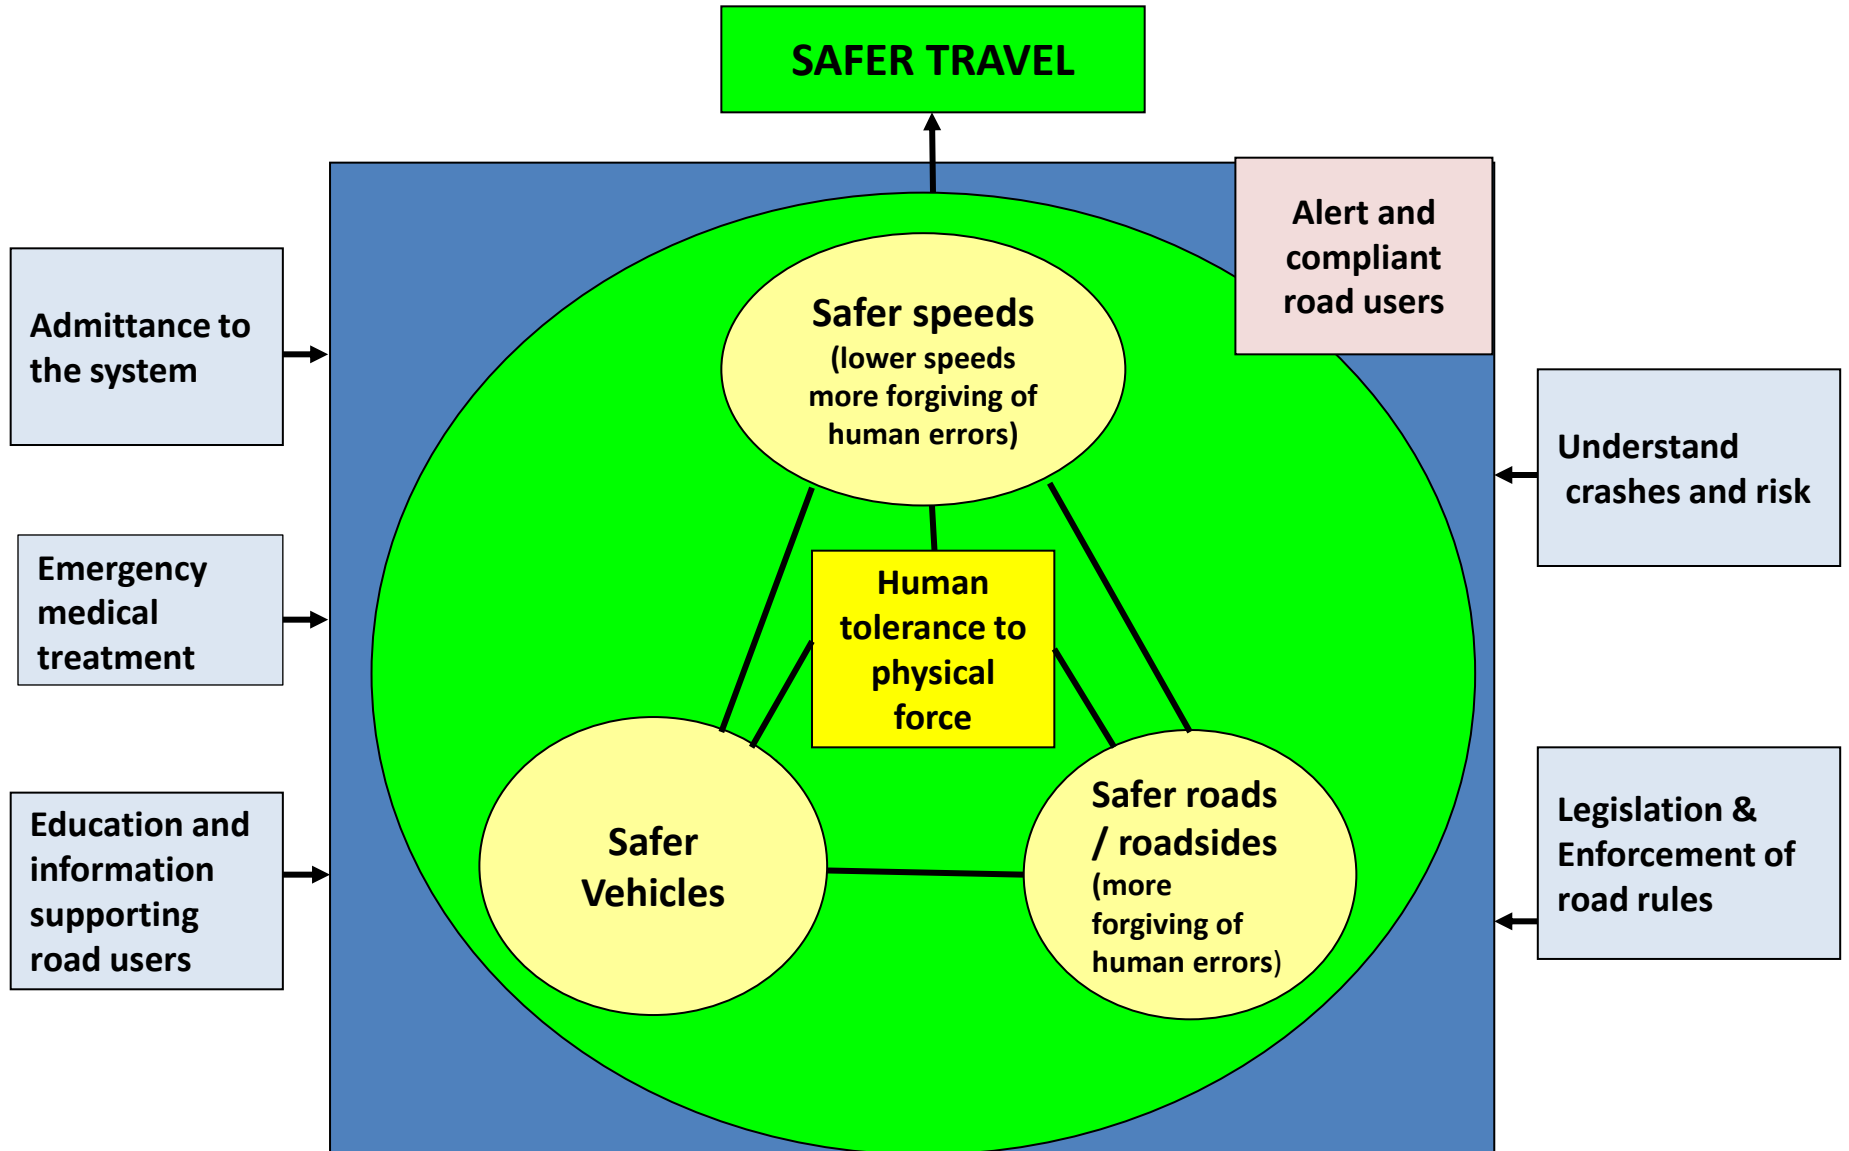 SAFER TRAVEL
Alert and
compliant
road users
Admittance to
the system
Safer speeds
(lower speeds
more forgiving of
human errors)
Understand
crashes and risk
Emergency
medical
treatment
Human
tolerance to
physical
force
Education and
information
supporting
road users
Safer
Vehicles
Safer roads
/ roadsides
(more
forgiving of
human errors)
Legislation &
Enforcement of
road rules